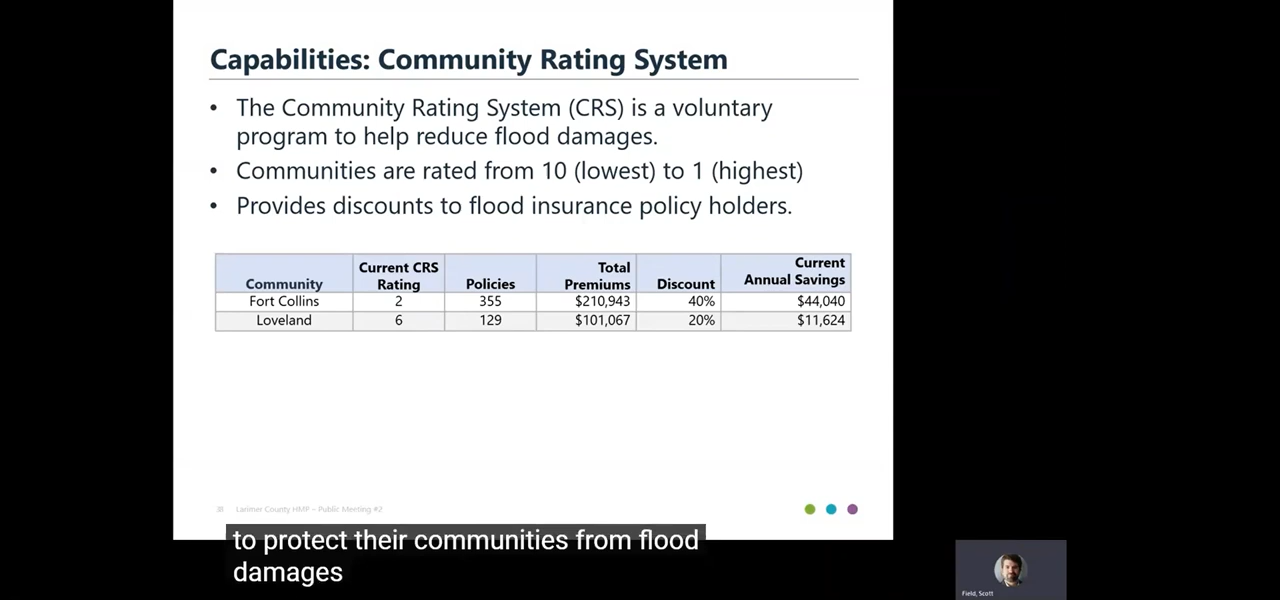 Capabilities: Community Rating System
• The Community Rating System (CRS) is a voluntary
program to help reduce flood damages.
• Communities are rated from 10 (lowest) to 1 (highest)
• Provides discounts to flood insurance policy holders.
Community Current CRS Rating Policies Total Premiums Discount Current Annual Savings
Fort Collins 2 355 $210,943 40% $44,040
Loveland 6 129 $101,067 20% $11,624
Larimer County HMP – Public Meeting #2
to protect their communities from flood
damages
Field, Scott